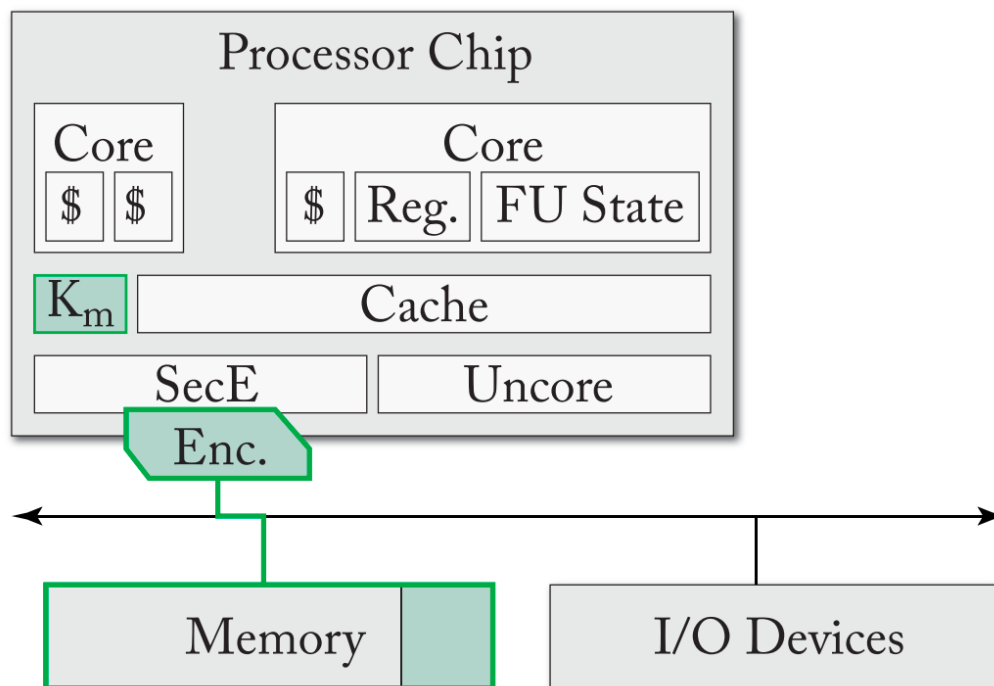 Processor Chip
Core
$ $
Core
$ Reg. FU State
Km Cache
SecE Uncore
Enc.
Memory I/O Devices